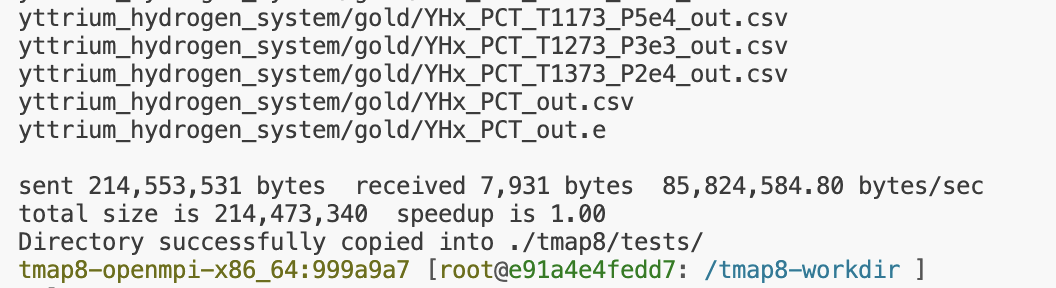 yttrium_hydrogen_system/gold/YHx_PCT_T1173_P5e4_out.csv
yttrium_hydrogen_system/gold/YHx_PCT_T1273_P3e3_out.csv
yttrium_hydrogen_system/gold/YHx_PCT_T1373_P2e4_out.csv
yttrium_hydrogen_system/gold/YHx_PCT_out.csv
yttrium_hydrogen_system/gold/YHx_PCT_out.e
sent 214,553,531 bytes  received 7,931 bytes  85,824,584.80 bytes/sec
total size is 214,473,340  speedup is 1.00
Directory successfully copied into ./tmap8/tests/
tmap8-openmpi-x86_64:999a9a7 [root@e91a4e4fedd7: /tmap8-workdir ]